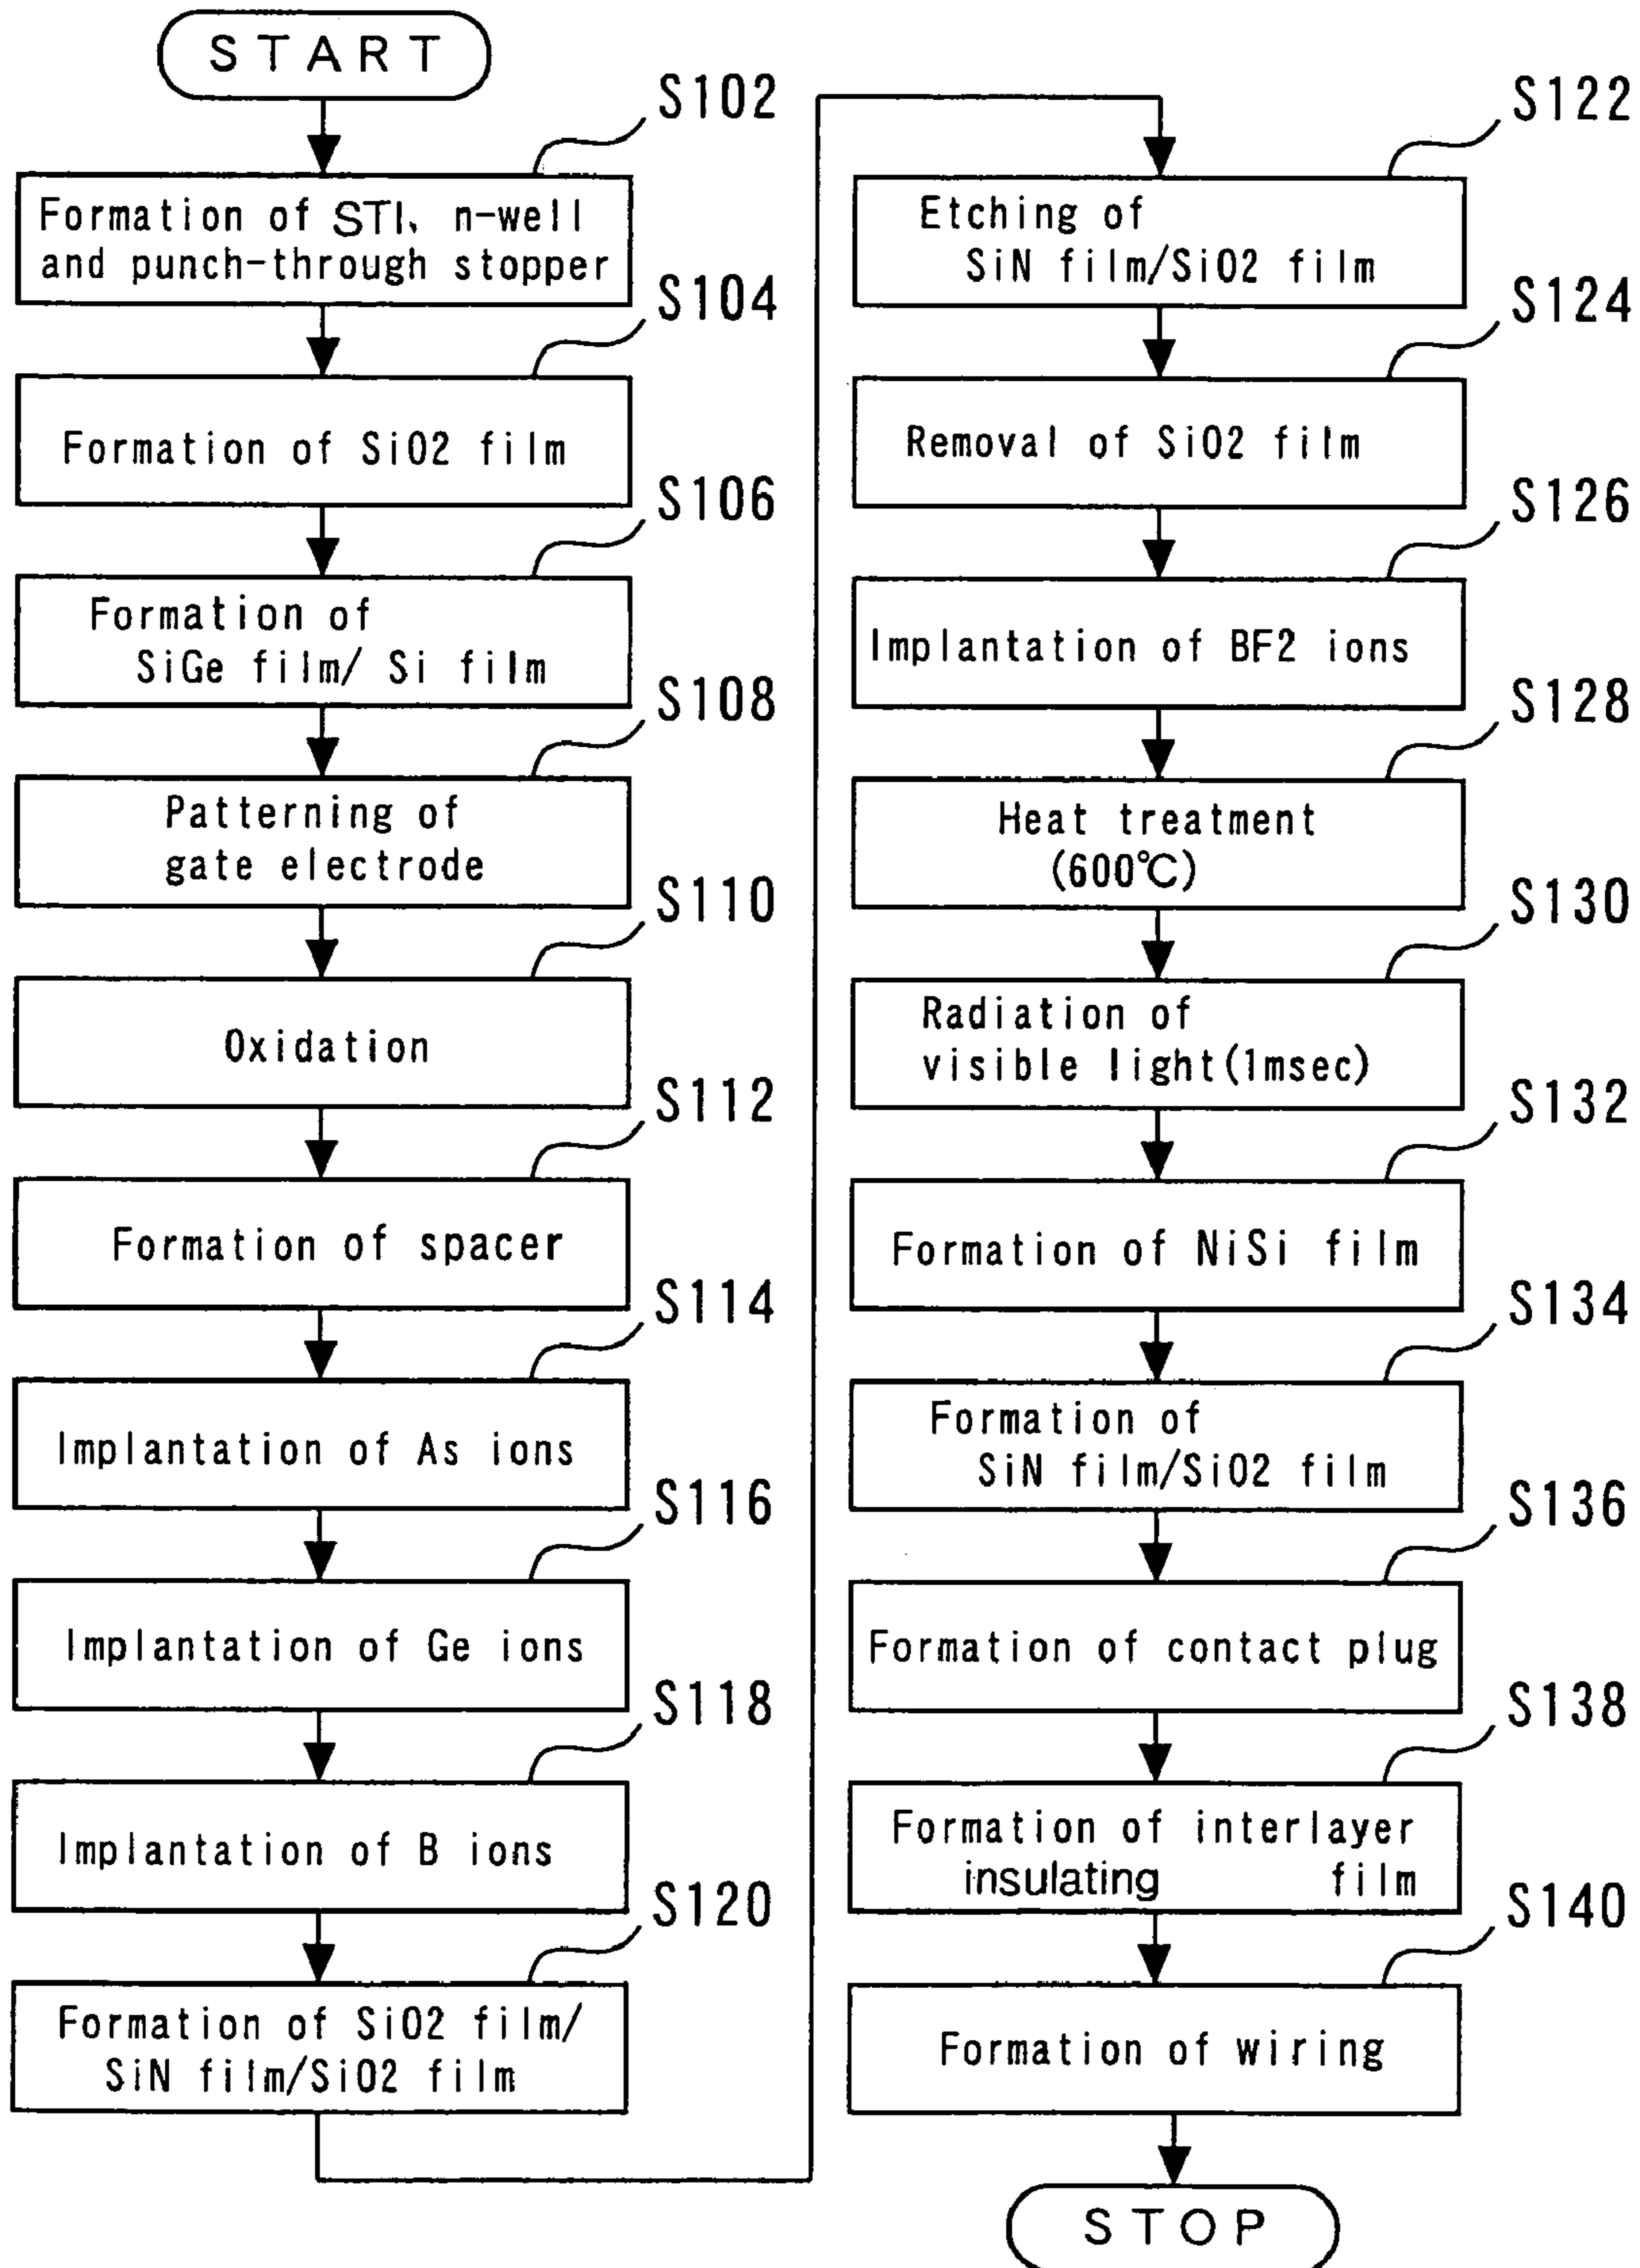 START
S102
Formation of STI、n-well
and punch-through stopper
S104
Formation of SiO2 film
S106
Formation of
SiGe film/ Si film
S108
Patterning of
gate electrode
S110
Oxidation
S112
Formation of spacer
S114
Implantation of As ions
S116
Implantation of Ge ions
S118
Implantation of B ions
S120
Formation of SiO2 film/
SiN film/SiO2 film
S122
Etching of
SiN film/SiO2 film
S124
Removal of SiO2 film
S126
Implantation of BF2 ions
S128
Heat treatment
(600℃)
S130
Radiation of
visible light(1msec)
S132
Formation of NiSi film
S134
Formation of
SiN film/SiO2 film
S136
Formation of contact plug
S138
Formation of interlayer
insulating film
S140
Formation of wiring
STOP